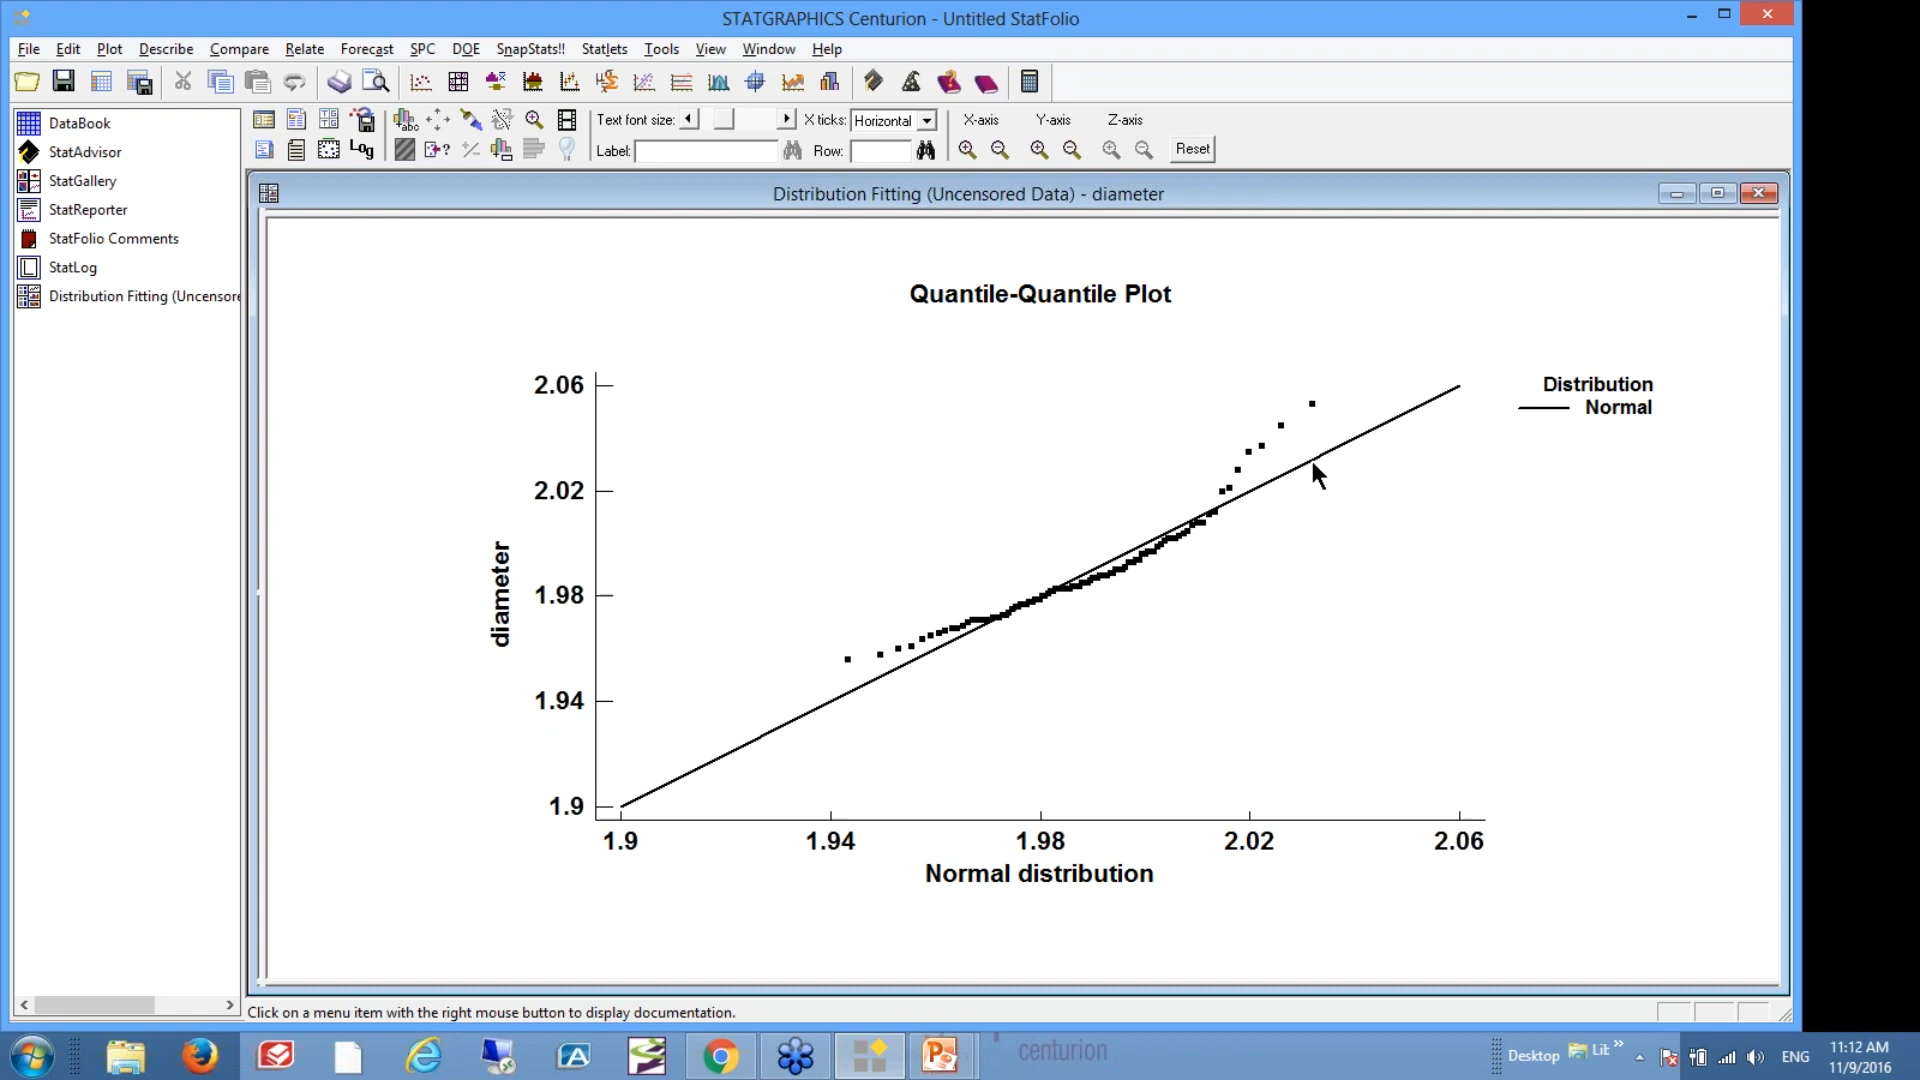 STATGRAPHICS Centurion - Untitled StatFolio
File Edit Plot Describe Compare Relate Forecast SPC DOE SnapStats!! Statlets Tools View Window Help
Text font size: X ticks: Horizontal X-axis Y-axis Z-axis
Log Label: Row: Reset
DataBook
StatAdvisor
StatGallery
StatReporter
StatFolio Comments
StatLog
Distribution Fitting (Uncensore
Distribution Fitting (Uncensored Data) - diameter
Quantile-Quantile Plot
2.06
2.02
1.98
1.94
1.9
diameter
1.9 1.94 1.98 2.02 2.06
Normal distribution
Distribution
Normal
Click on a menu item with the right mouse button to display documentation.
centurion
Desktop Lib » ENG
11:12 AM
11/9/2016